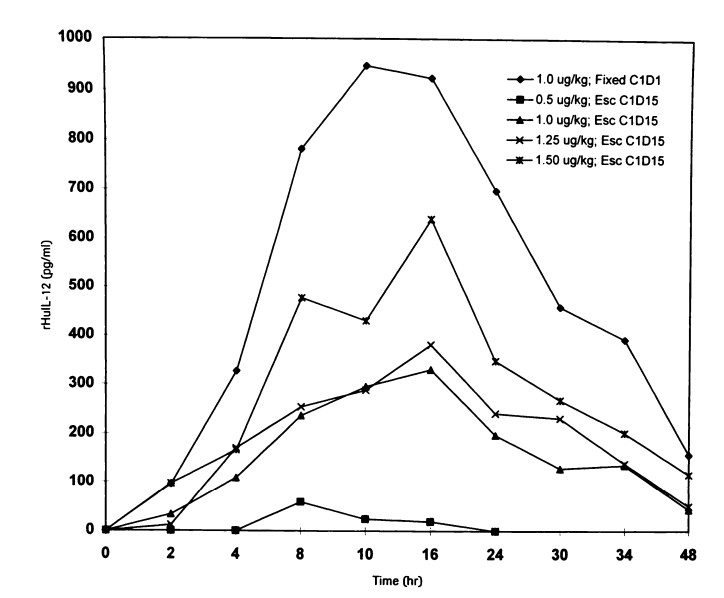 1000
900
800
700
600
500
400
300
200
100
0
rHuIL-12 (pg/ml)
1.0 ug/kg; Fixed C1D1
0.5 ug/kg; Esc C1D15
1.0 ug/kg; Esc C1D15
1.25 ug/kg; Esc C1D15
1.50 ug/kg; Esc C1D15
0 2 4 8 10 16 24 30 34 48
Time (hr)